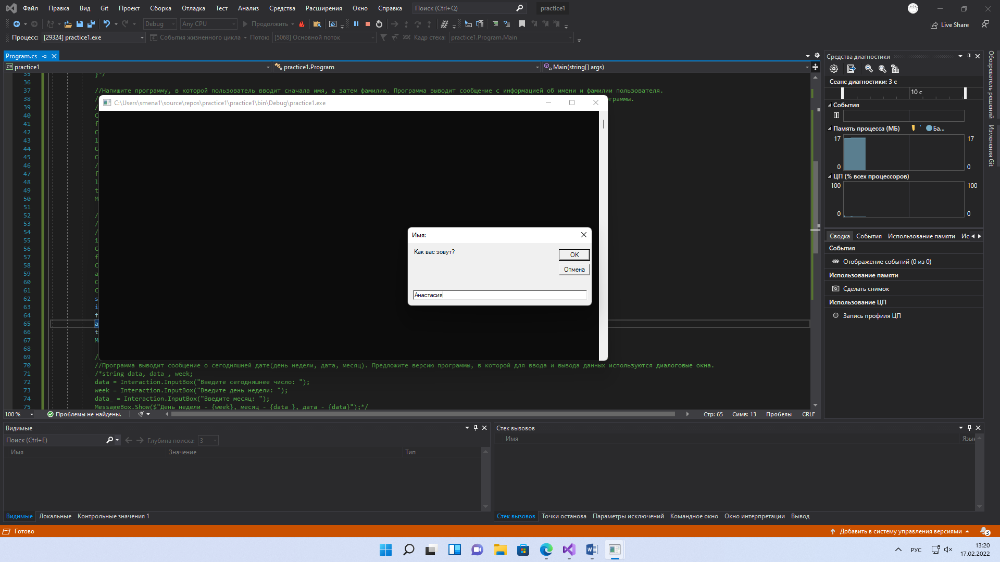 Файл Правка Вид Git Проект Сборка Отладка Тест Анализ Средства Расширения Окно Справка Поиск (Ctrl+Q) practice1
Debug Any CPU Продолжить Live Share
Процесс: [29324] practice1.exe События жизненного цикла Поток: [5068] Основной поток Кадр стека: practice1.Program.Main
Program.cs
practice1 practice1.Program Main(string[] args)
35 }*/
36
37 //Напишите программу, в которой пользователь вводит сначала имя, а затем фамилию. Программа выводит сообщение с информацией об имени и фамилии пользователя.
38 / граммы.
C:\Users\smena1\source\repos\practice1\practice1\bin\Debug\practice1.exe
39 /
40 C
41 f
42 C
43 l
44 C
45 C
46 /
47 f
48 l
49 t
50 M
51
52 /
53 /
54 /
55 i
56 C
57 f
58 C
59 a
60 C
61 C
62 s
63 i
64 f
65 a
66 t
67 M
68
69 /
Имя:
Как вас зовут?
OK
Отмена
Анастасия
70 //Программа выводит сообщение о сегодняшней дате(день недели, дата, месяц). Предложите версию программы, в которой для ввода и вывода данных используются диалоговые окна.
71 /*string data, data_, week;
72 data = Interaction.InputBox("Введите сегодняшнее число: ");
73 week = Interaction.InputBox("Введите день недели: ");
74 data_ = Interaction.InputBox("Введите месяц: ");
75 MessageBox.Show($"День недели - {week}, месяц - {data_}, дата - {data}");*/
100 % Проблемы не найдены. Стр: 65 Симв: 13 Пробелы CRLF
Средства диагностики
Сеанс диагностики: 3 с
10 с
События
Память процесса (МБ) Ба...
17 17
0 0
ЦП (% всех процессоров)
100 100
0 0
Сводка События Использование памяти Ис
События
Отображение событий (0 из 0)
Использование памяти
Сделать снимок
Использование ЦП
Запись профиля ЦП
Обозреватель решений
Изменения Git
Видимые
Поиск (Ctrl+E) Глубина поиска: 3
Имя Значение Тип
Видимые Локальные Контрольные значения 1
Стек вызовов
Имя Язык
Стек вызовов Точки останова Параметры исключений Командное окно Окно интерпретации Вывод
Готово Добавить в систему управления версиями 3
РУС 13:20
17.02.2022